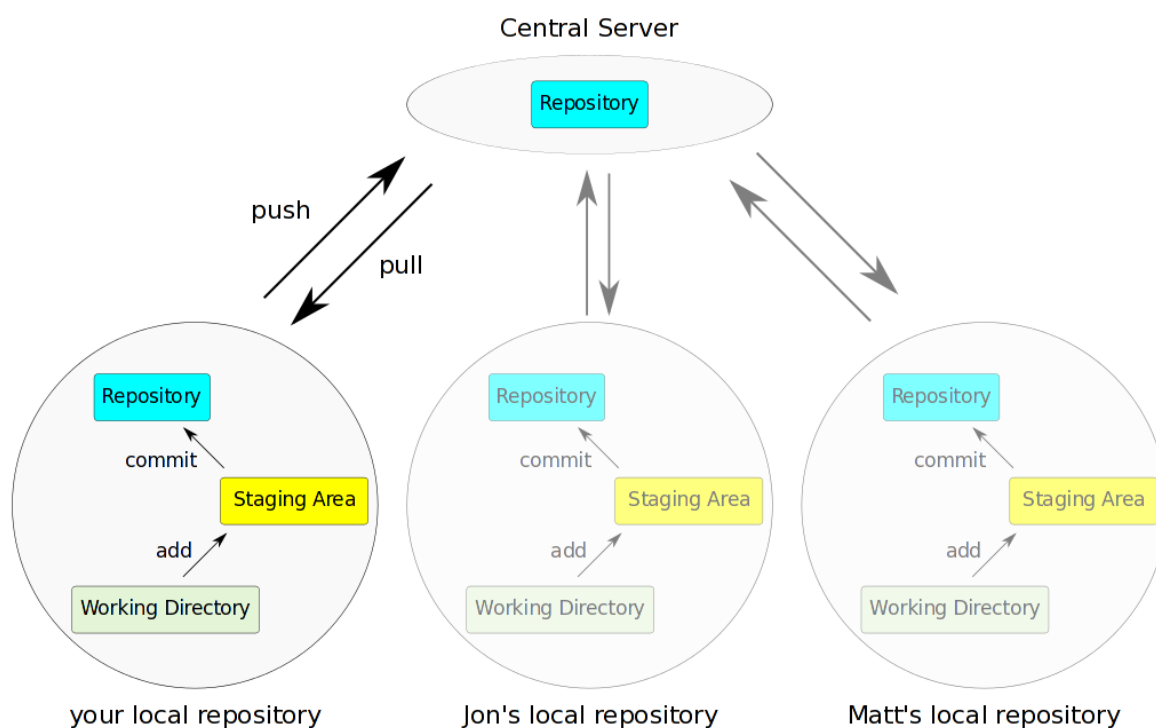 Central Server
Repository
push
pull
Repository
commit
Staging Area
add
Working Directory
your local repository
Repository
commit
Staging Area
add
Working Directory
Jon's local repository
Repository
commit
Staging Area
add
Working Directory
Matt's local repository